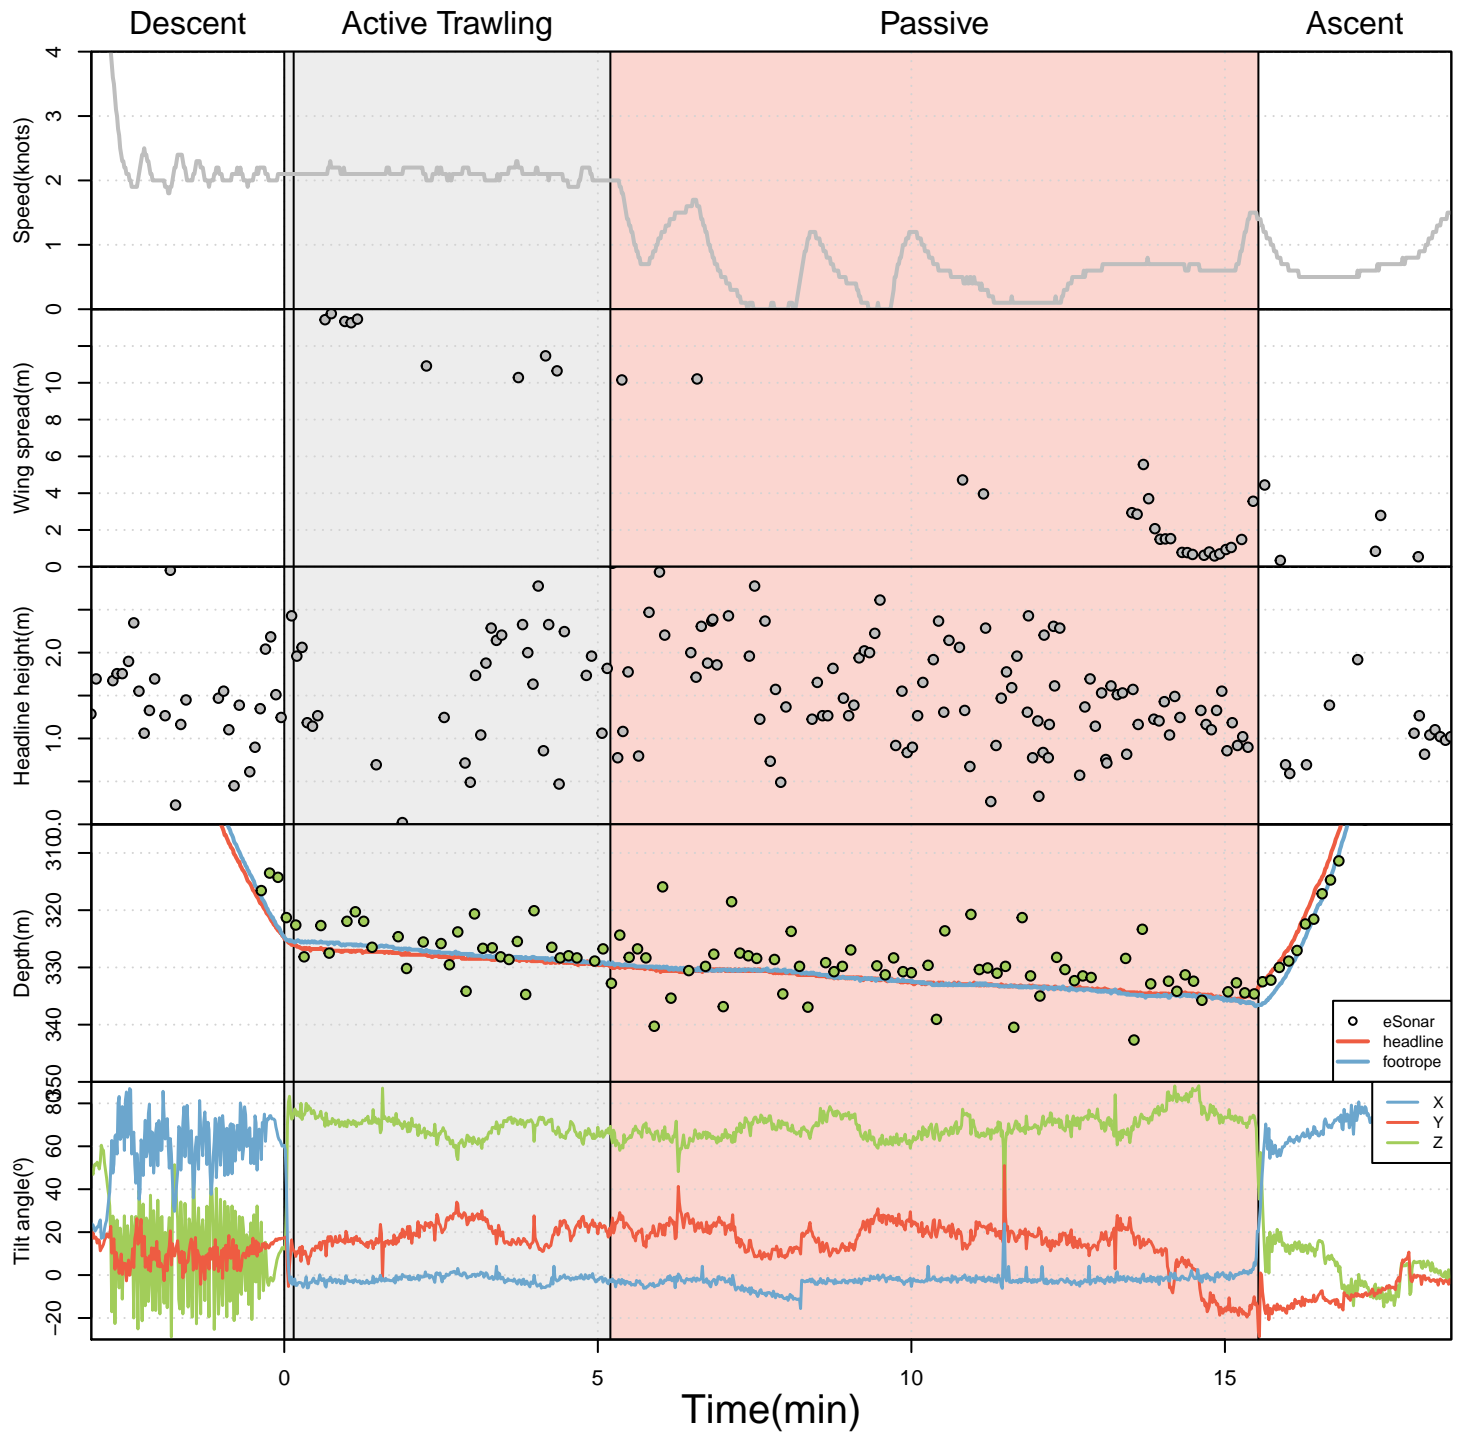 Descent Active Trawling Passive Ascent
Speed(knots)
4
3
2
1
0
Wing spread(m)
10
8
6
4
2
0
Headline height(m)
2.0
1.0
0.0
Depth(m)
310
320
330
340
350
eSonar
headline
footrope
Tilt angle(º)
80
60
40
20
0
−20
X
Y
Z
0 5 10 15
Time(min)